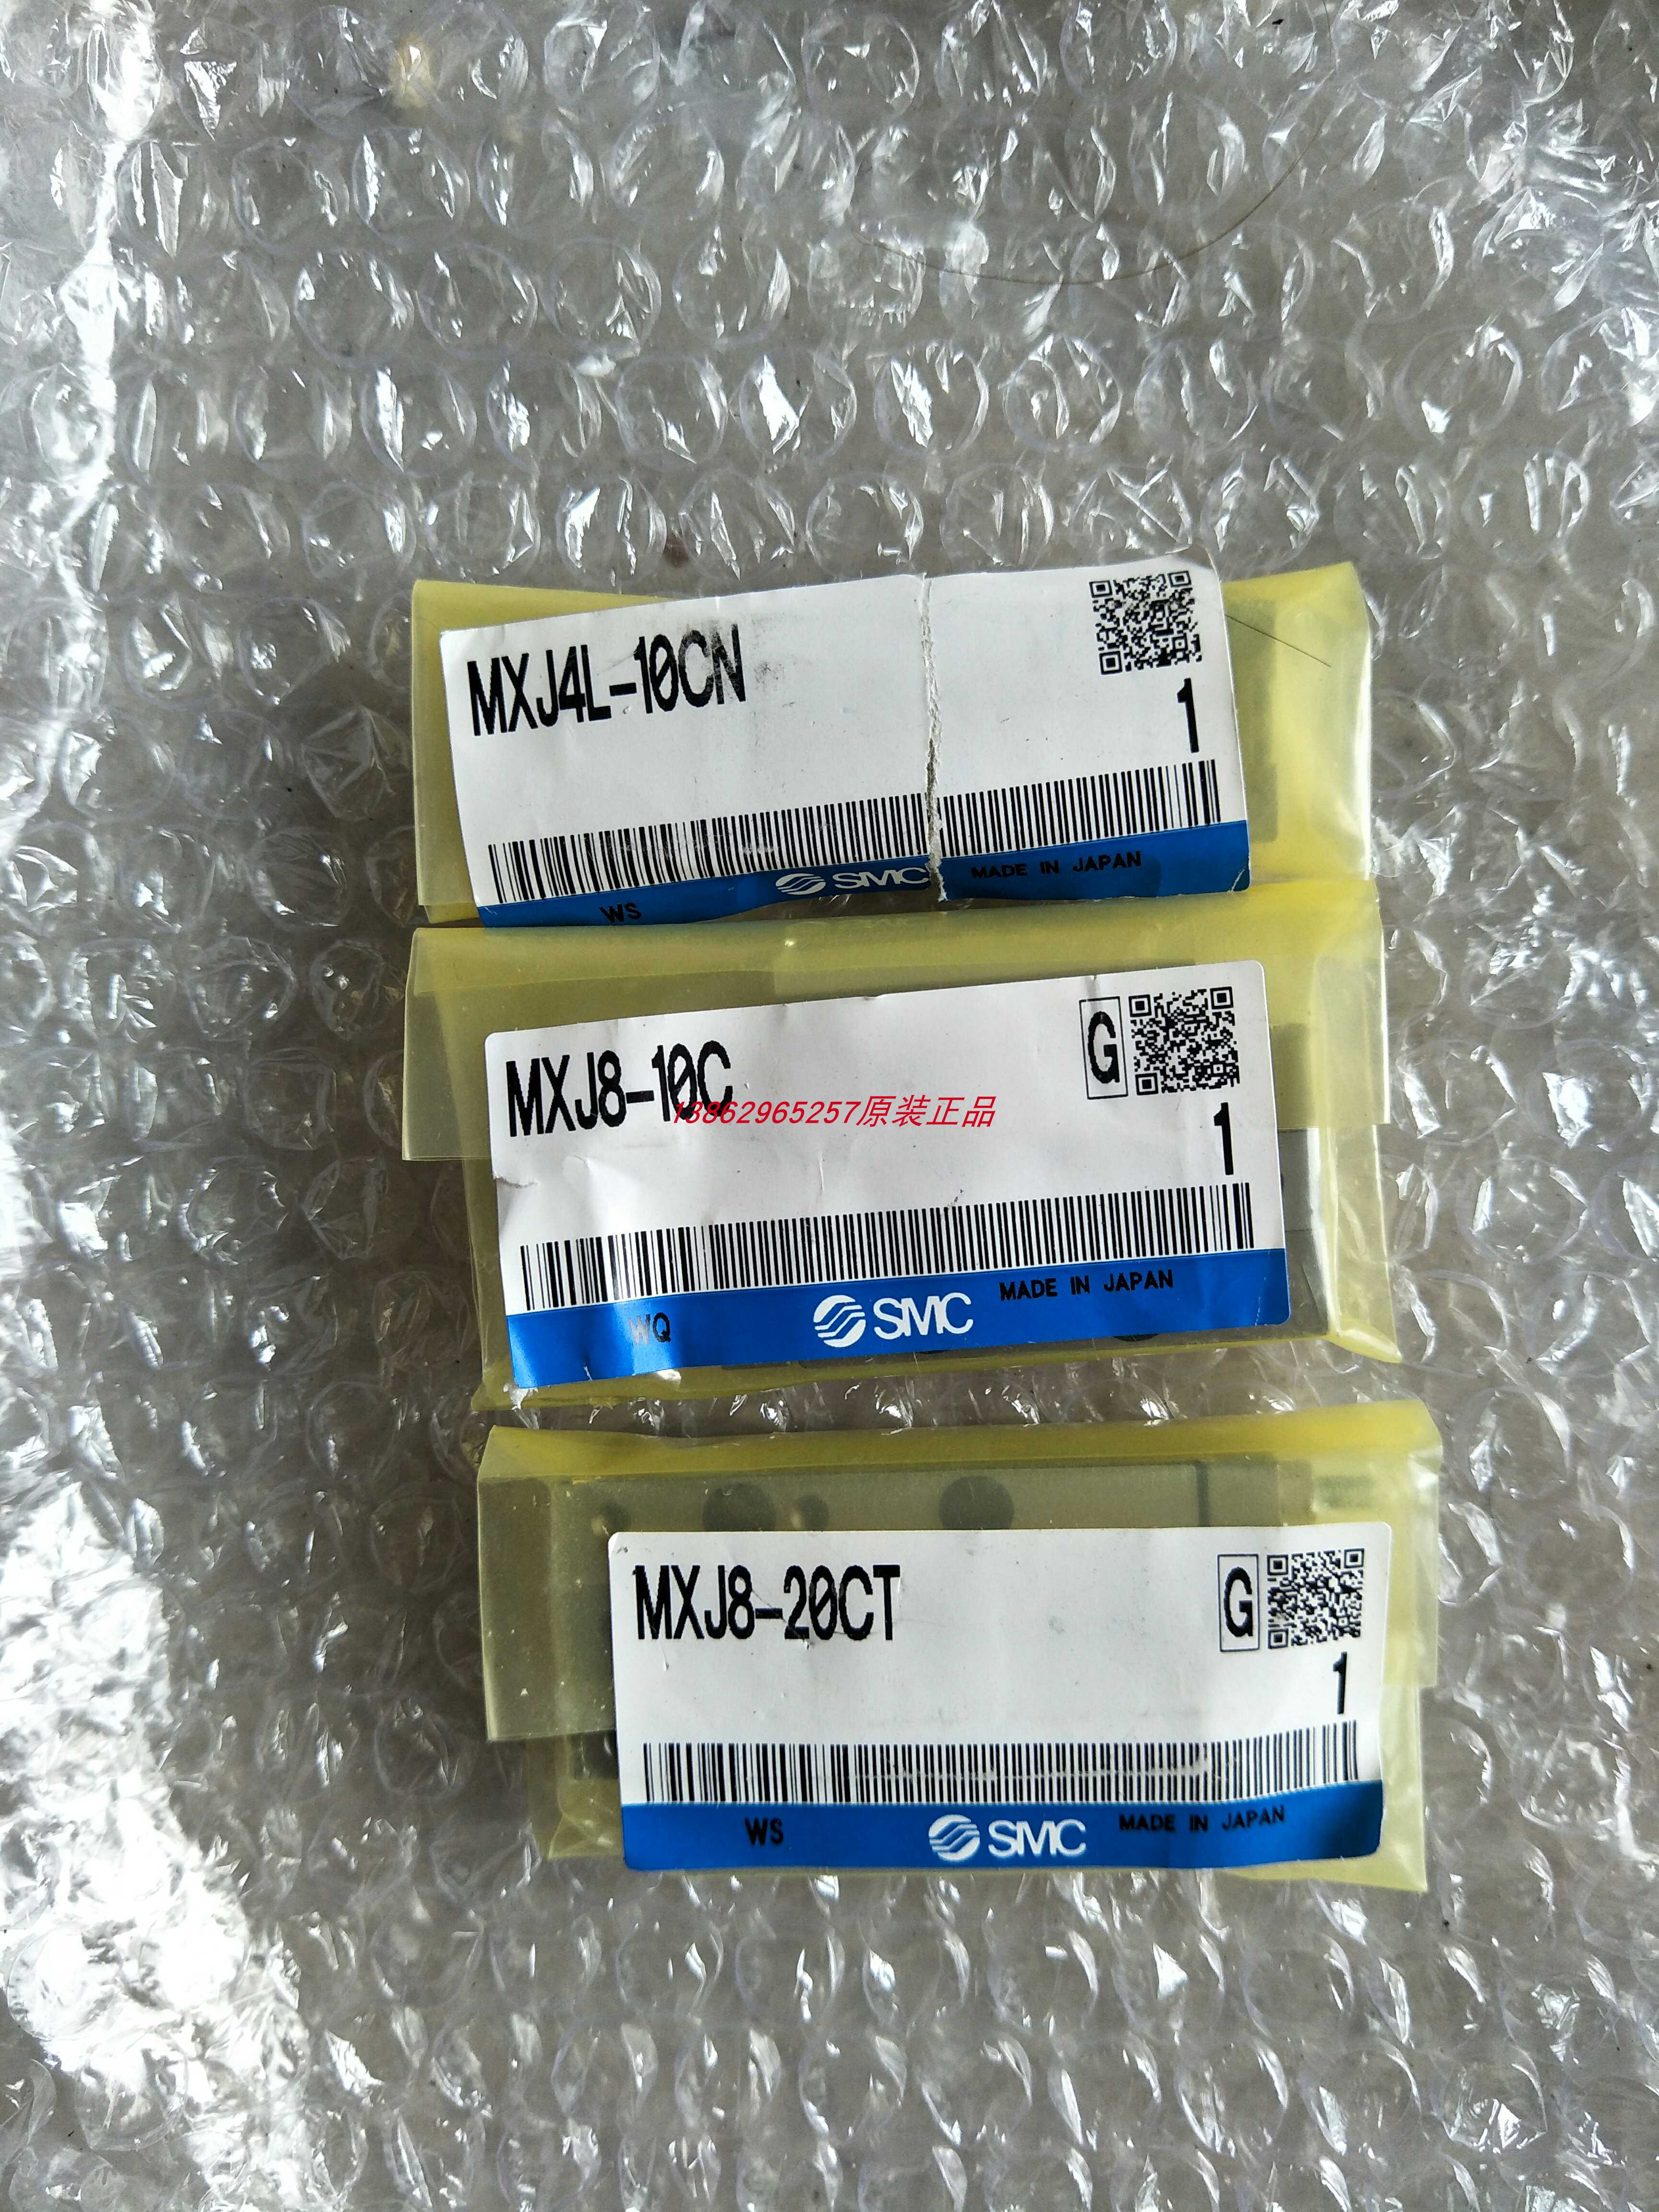 MXJ4L-10CN
1
SMC MADE IN JAPAN
WS
MXJ8-10C
G
13862965257原装正品
1
WQ SMC MADE IN JAPAN
MXJ8-20CT
G
1
WS SMC MADE IN JAPAN